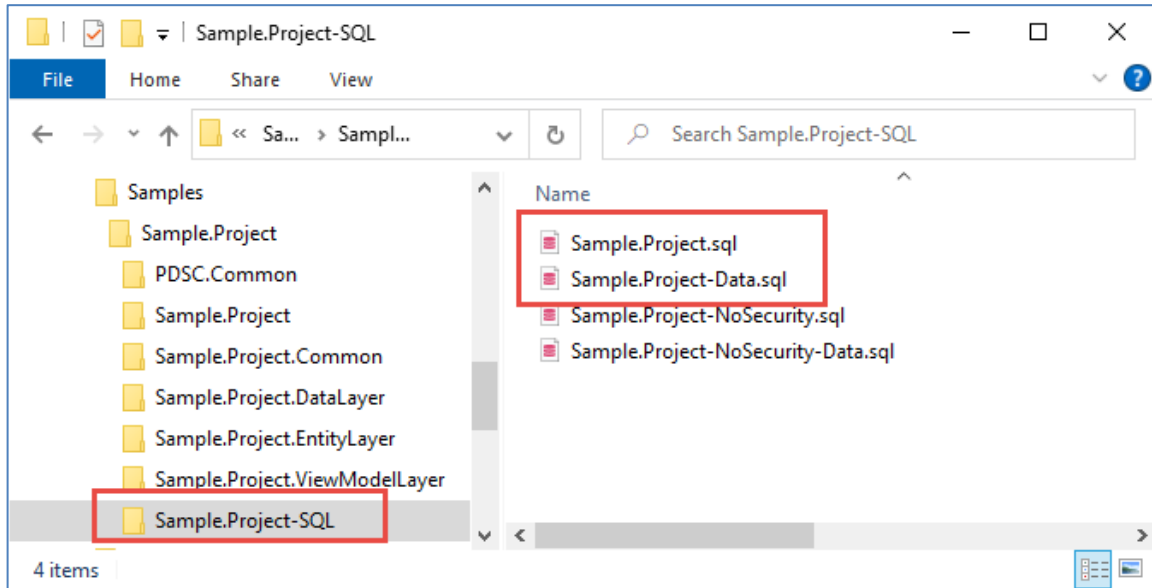 Sample.Project-SQL
File Home Share View
?
« Sa... › Sampl... Search Sample.Project-SQL
Samples
Sample.Project
PDSC.Common
Sample.Project
Sample.Project.Common
Sample.Project.DataLayer
Sample.Project.EntityLayer
Sample.Project.ViewModelLayer
Sample.Project-SQL
Name
Sample.Project.sql
Sample.Project-Data.sql
Sample.Project-NoSecurity.sql
Sample.Project-NoSecurity-Data.sql
4 items